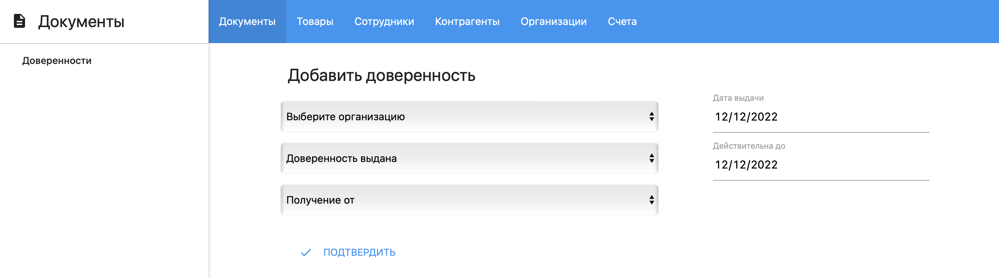 Документы
Документы Товары Сотрудники Контрагенты Организации Счета
Доверенности
Добавить доверенность
Выберите организацию
Доверенность выдана
Получение от
Дата выдачи
12/12/2022
Действительна до
12/12/2022
ПОДТВЕРДИТЬ